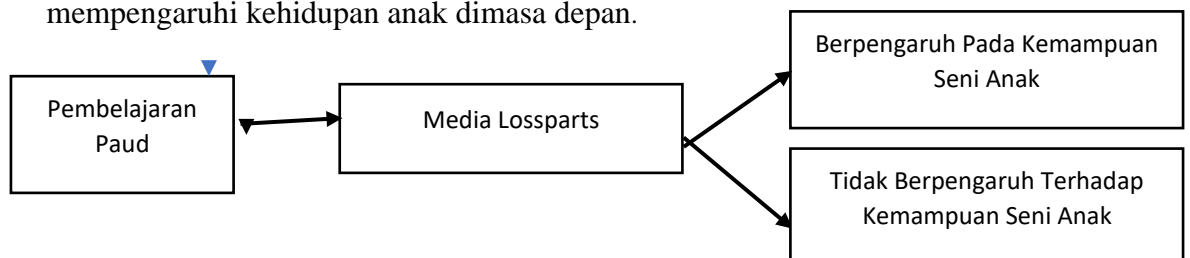 mempengaruhi kehidupan anak dimasa depan.
Pembelajaran
Paud
Media Lossparts
Berpengaruh Pada Kemampuan
Seni Anak
Tidak Berpengaruh Terhadap
Kemampuan Seni Anak